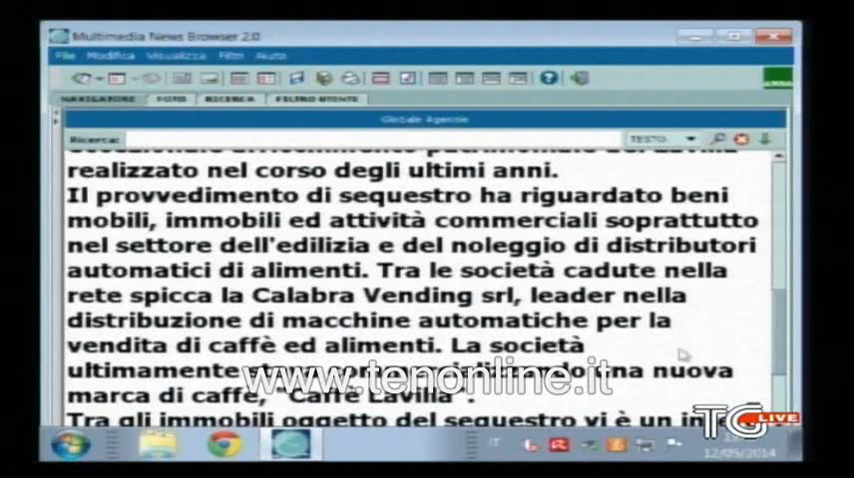 Multimedia News Browser 2.0
File Modifica Visualizza Filtri Aiuto
NAVIGATORE FOTO RICERCA FILTRO UTENTE
Globale Agenzie
Ricerca: TESTO
realizzato nel corso degli ultimi anni.
Il provvedimento di sequestro ha riguardato beni
mobili, immobili ed attività commerciali soprattutto
nel settore dell'edilizia e del noleggio di distributori
automatici di alimenti. Tra le società cadute nella
rete spicca la Calabra Vending srl, leader nella
distribuzione di macchine automatiche per la
vendita di caffè ed alimenti. La società
ultimamente una nuova
www.tenonline.it
marca di caffe, "Caffè Lavilla".
Tra gli immobili oggetto del sequestro vi è un
TG LIVE
12/05/2014